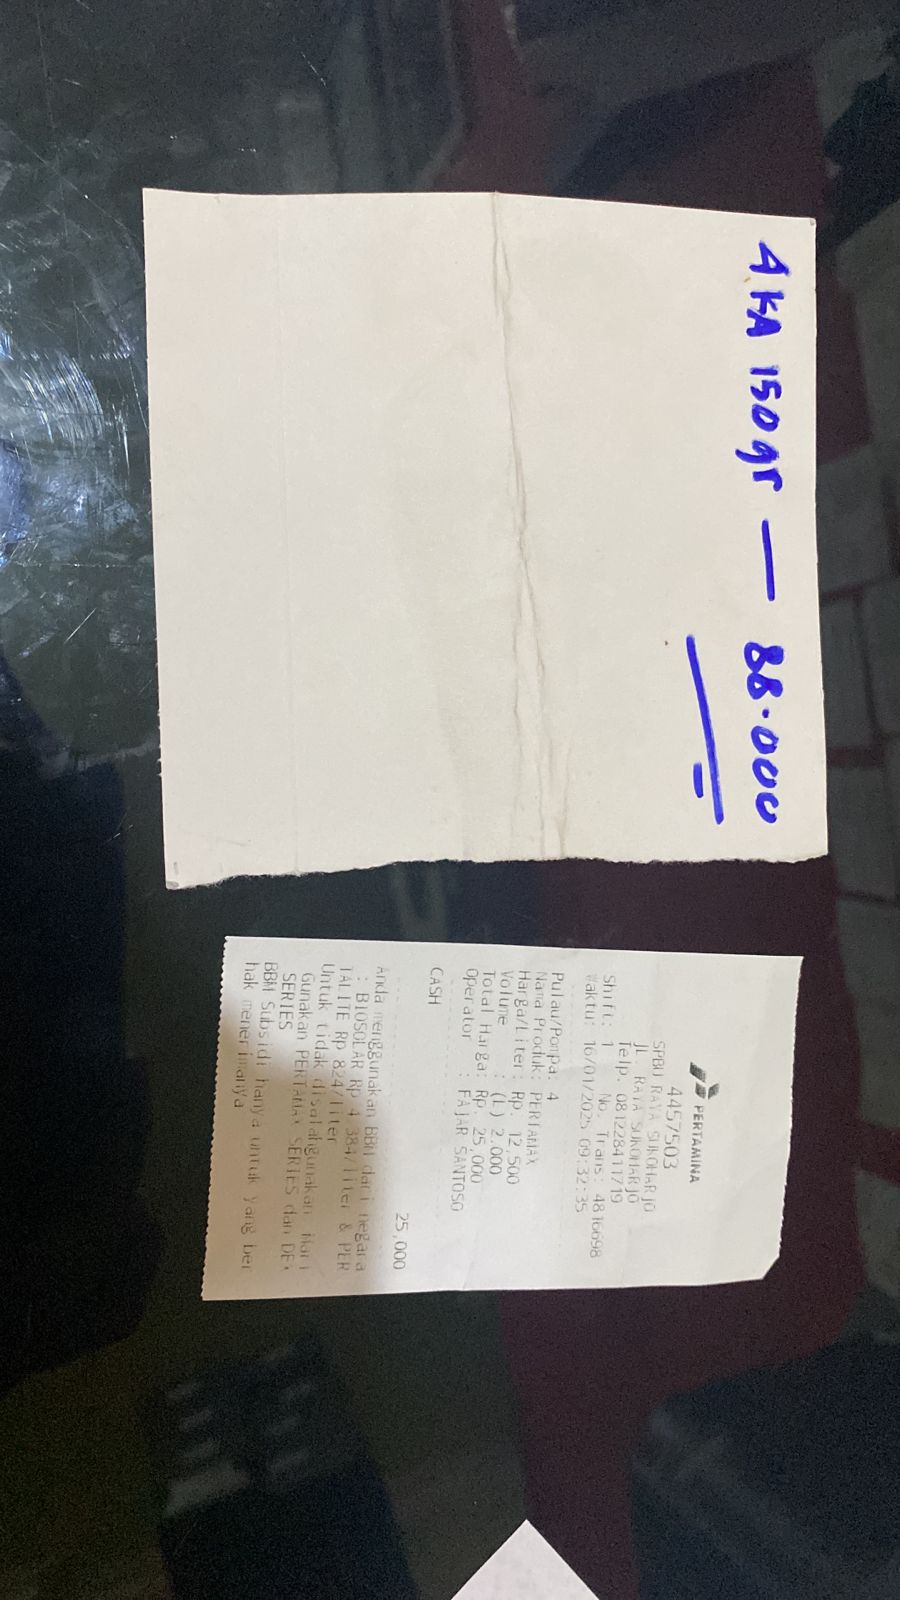 4 KA 150gr — 88.000
PERTAMINA
4457503
SPBU RAYA SUKOHARJO
JL. RAYA SUKOHARJO
Telp. 081228411719
Shift: 1 No. Trans: 4816698
Waktu: 16/01/2025 09:32:35
Pulau/Pompa: 4
Nama Produk: PERTAMAX
Harga/Liter: Rp. 12,500
Volume : (L) 2.000
Total Harga: Rp. 25,000
Operator : FAJAR SANTOSO
CASH
25,000
Anda menggunakan BBM dari negara
: BIOSOLAR Rp 4.384/liter & PER
TALITE Rp 824/liter
Untuk tidak disalahgunakan. Mari
Gunakan PERTAMAX SERIES dan DEX
SERIES
BBM Subsidi hanya untuk yang ber
hak menerimanya